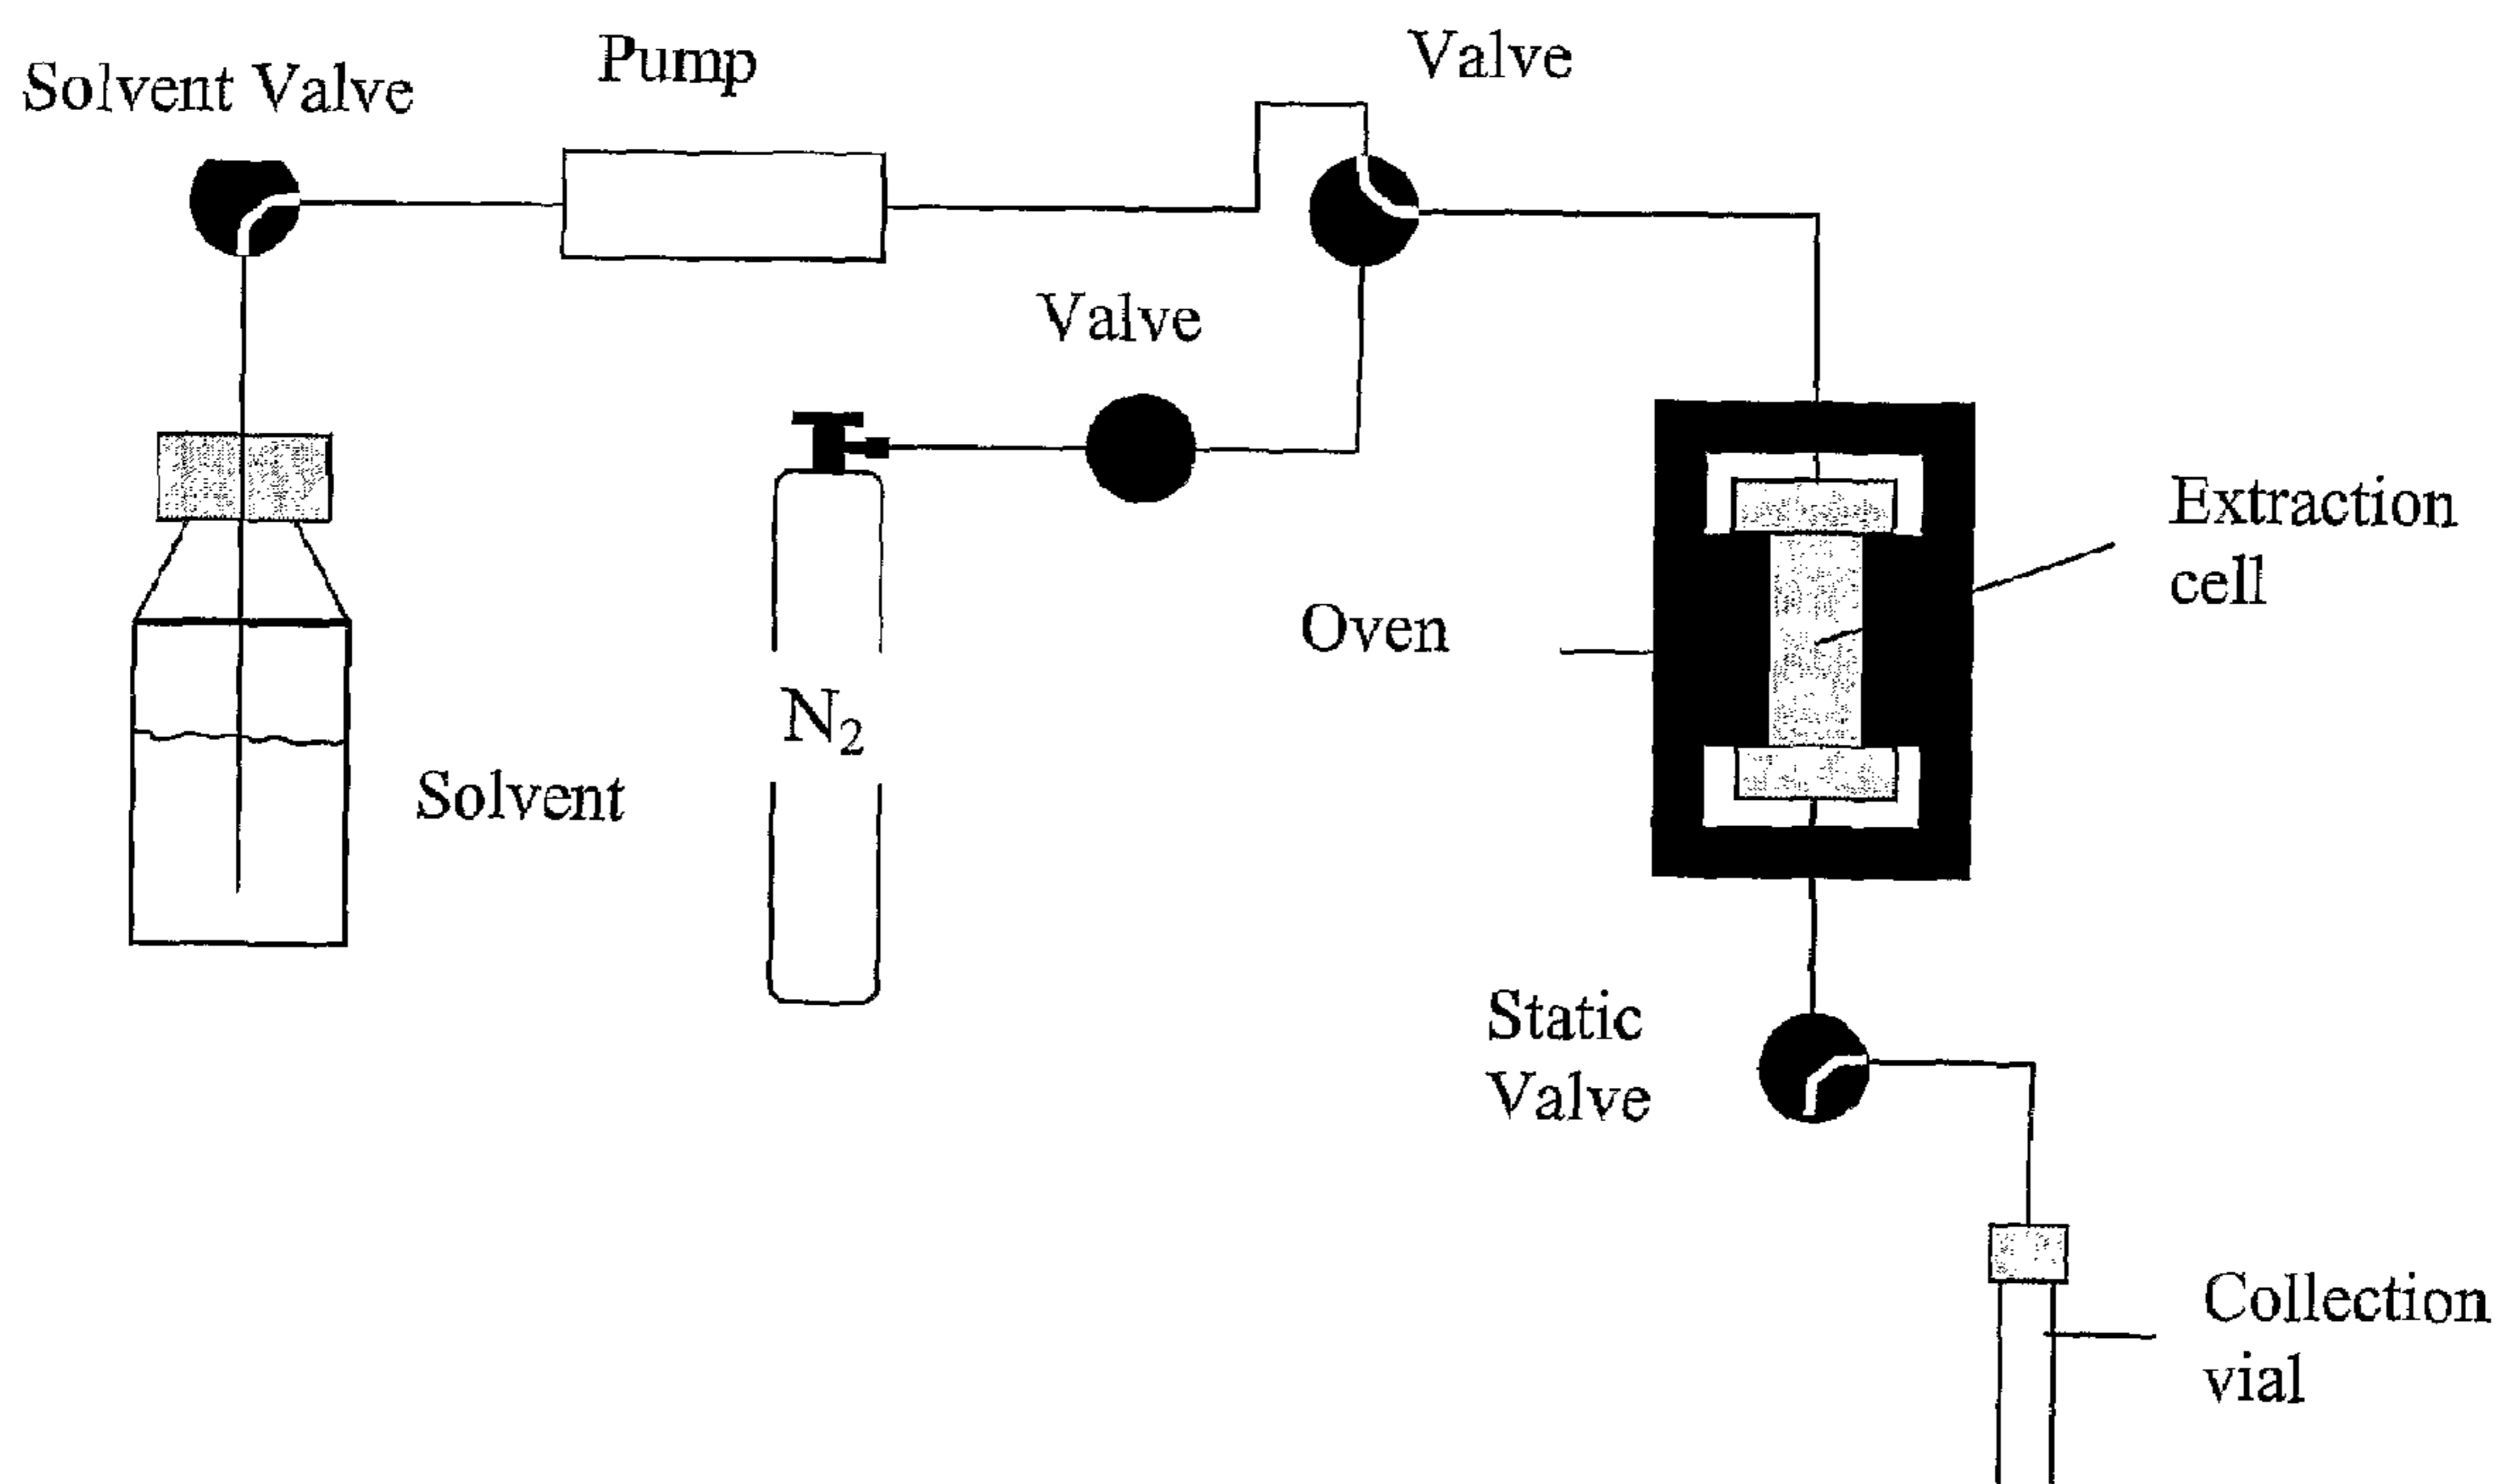 Solvent Valve
Pump
Valve
Valve
Extraction
cell
Oven
N₂
Solvent
Static
Valve
Collection
vial